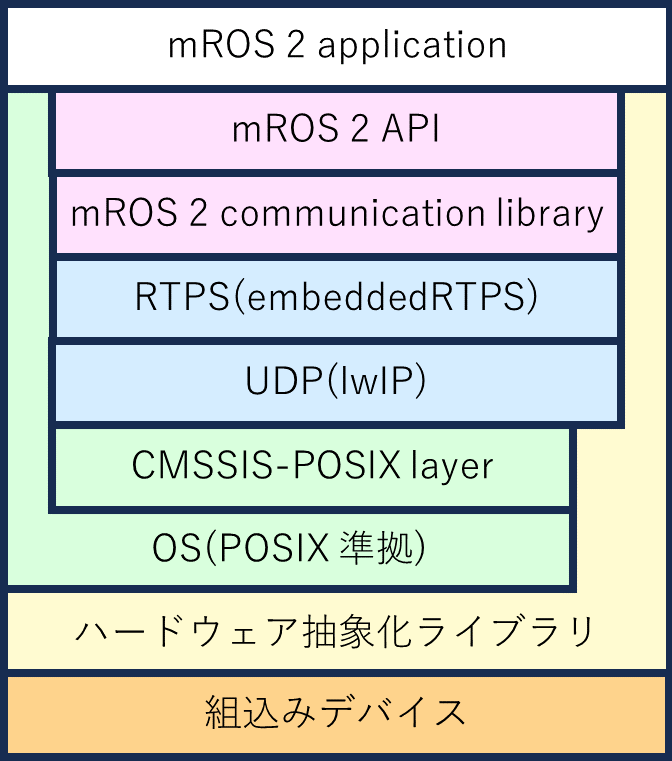 mROS 2 application
mROS 2 API
mROS 2 communication library
RTPS(embeddedRTPS)
UDP(lwIP)
CMSSIS-POSIX layer
OS(POSIX 準拠)
ハードウェア抽象化ライブラリ
組込みデバイス